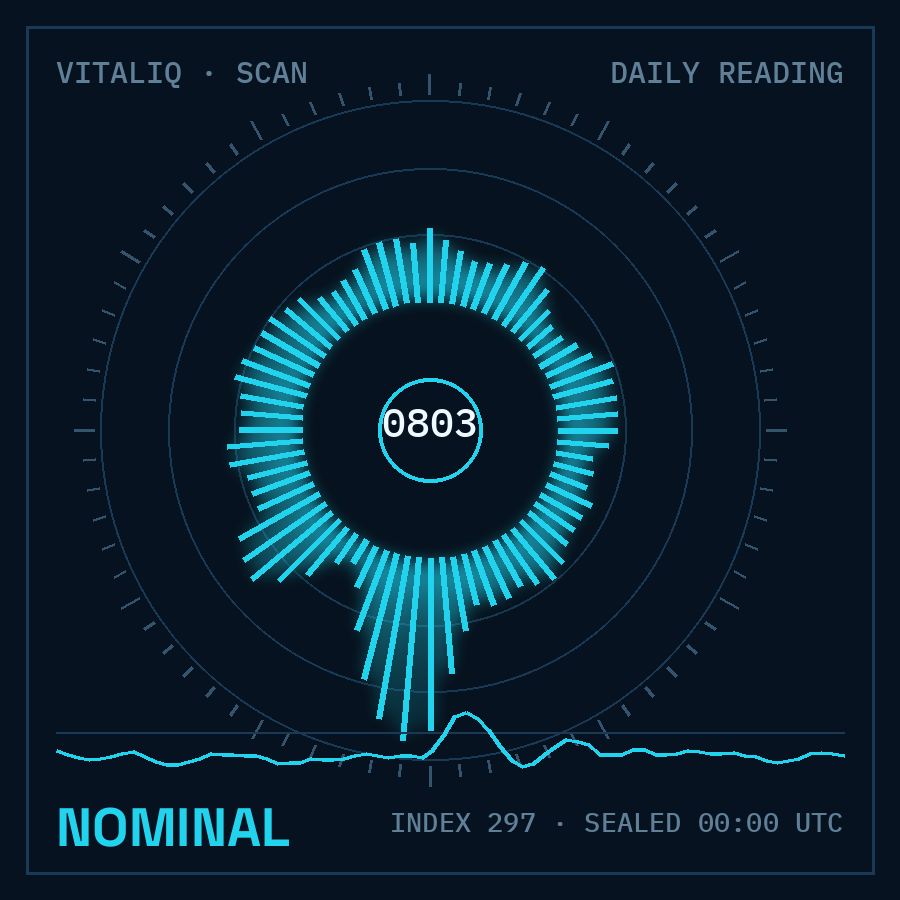 VITALIQ · SCAN
DAILY READING
0803
NOMINAL
INDEX 297 · SEALED 00:00 UTC